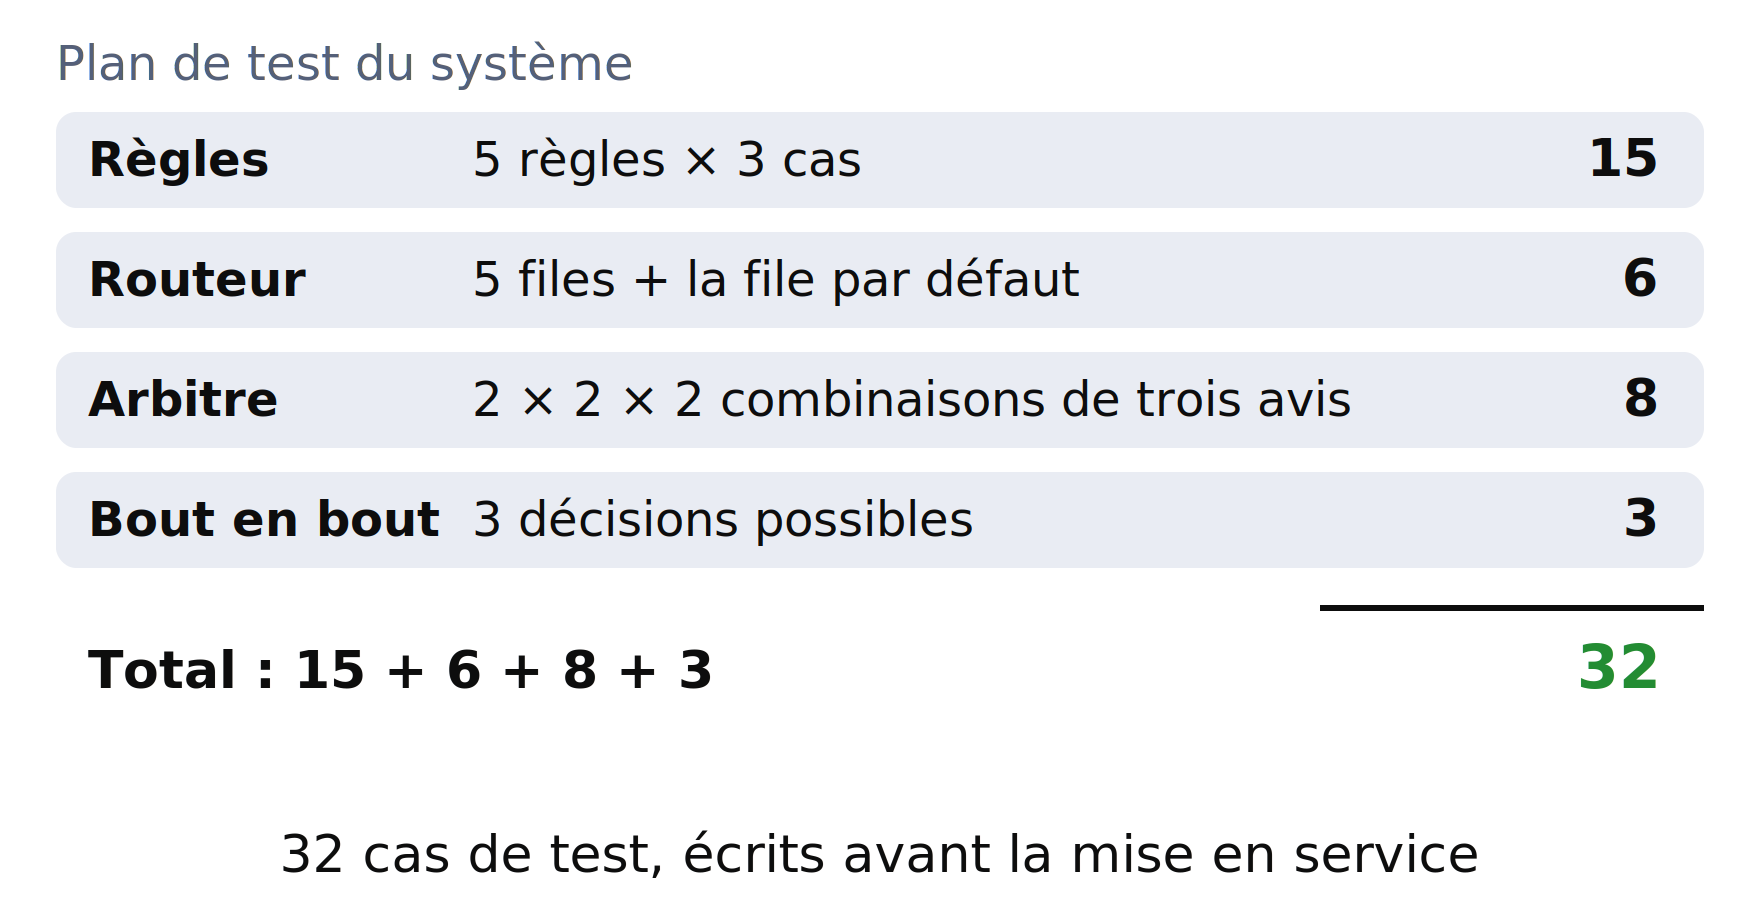 Plan de test du système
Règles 5 règles × 3 cas 15
Routeur 5 files + la file par défaut 6
Arbitre 2 × 2 × 2 combinaisons de trois avis 8
Bout en bout 3 décisions possibles 3
Total : 15 + 6 + 8 + 3 32
32 cas de test, écrits avant la mise en service